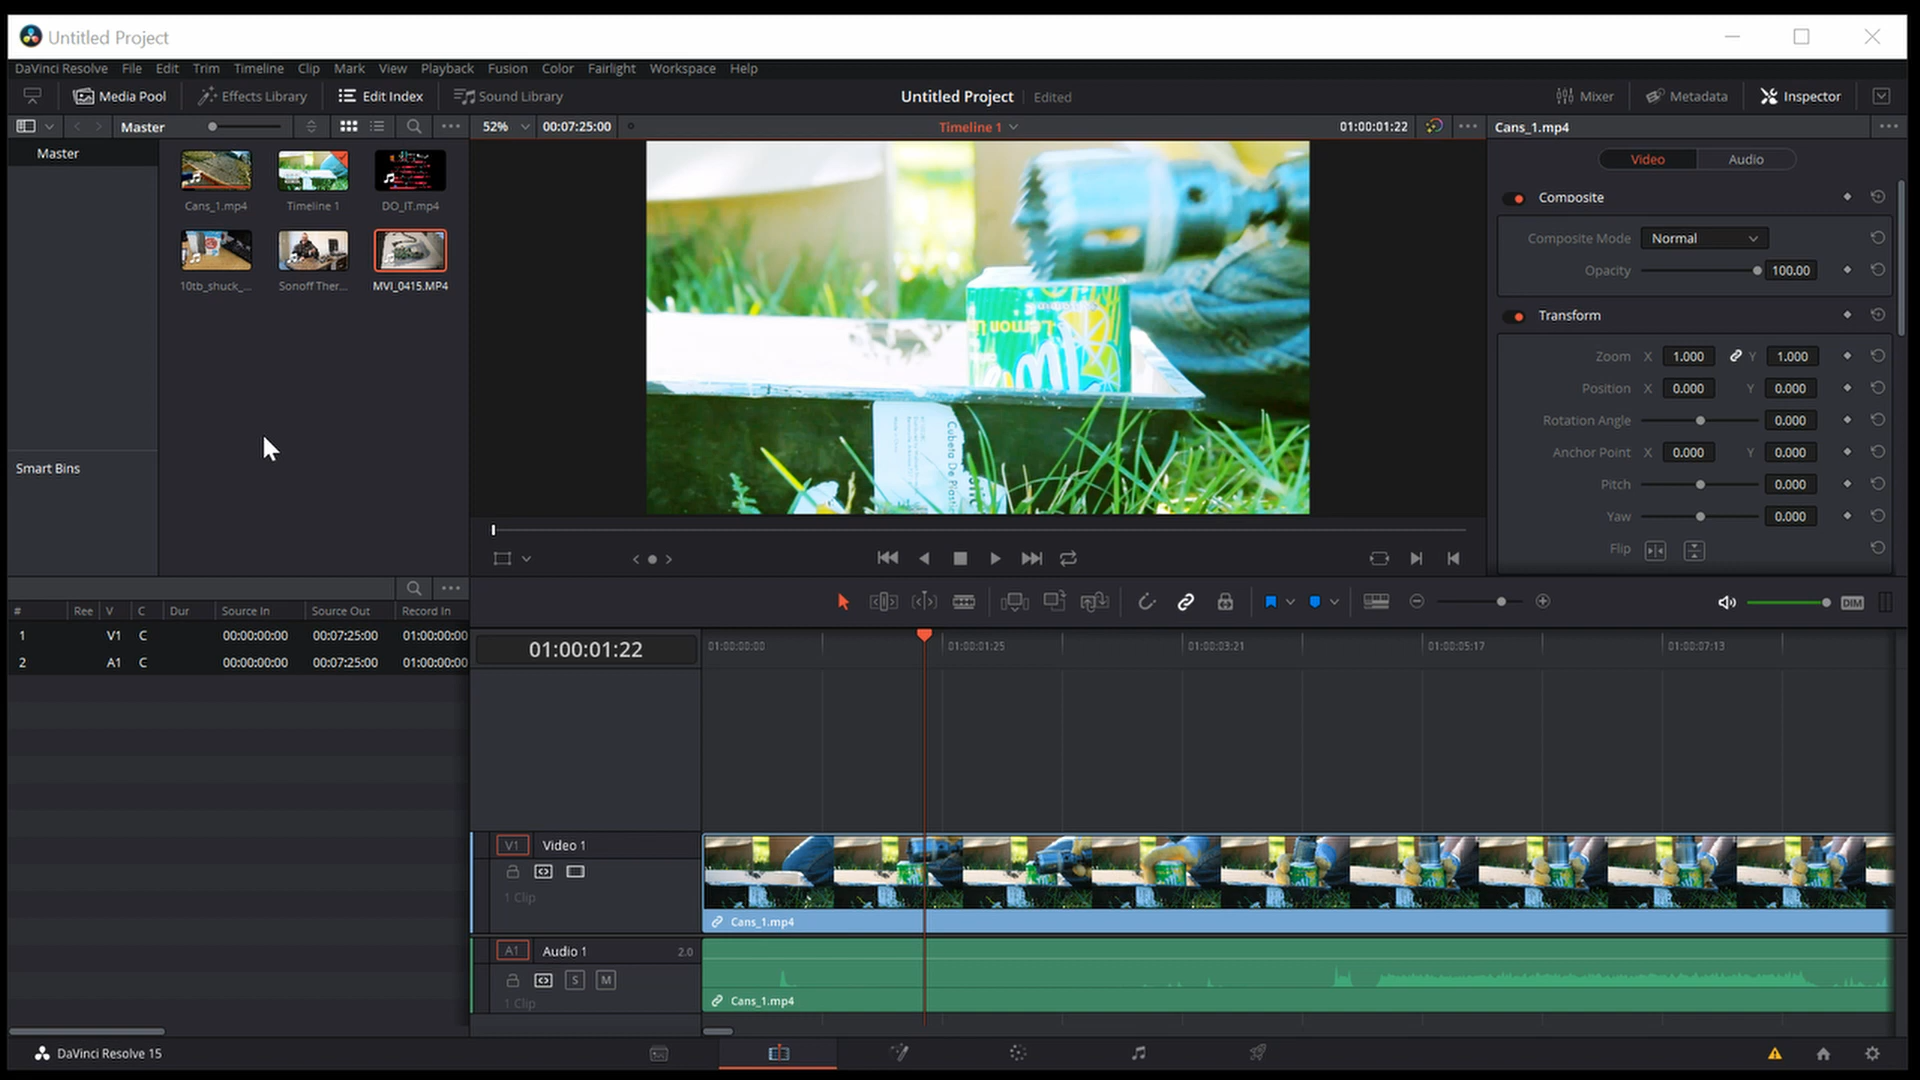 Untitled Project
DaVinci Resolve File Edit Trim Timeline Clip Mark View Playback Fusion Color Fairlight Workspace Help
Media Pool Effects Library Edit Index Sound Library Untitled Project Edited Mixer Metadata Inspector
Master 52% 00:07:25:00 Timeline 1 01:00:01:22 Cans_1.mp4
Master
Video Audio
Cans_1.mp4 Timeline 1 DO_IT.mp4
Composite
Composite Mode Normal
Opacity 100.00
10tb_shuck_... Sonoff Ther... MVI_0415.MP4
Transform
Zoom X 1.000 Y 1.000
Position X 0.000 Y 0.000
Rotation Angle 0.000
Anchor Point X 0.000 Y 0.000
Pitch 0.000
Yaw 0.000
Flip
Lemon
Cubeta De Plastic
Smart Bins
# Ree V C Dur Source In Source Out Record In
1 V1 C 00:00:00:00 00:07:25:00 01:00:00:00
2 A1 C 00:00:00:00 00:07:25:00 01:00:00:00
DIM
01:00:01:22
01:00:00:00 01:00:01:25 01:00:03:21 01:00:05:17 01:00:07:13
V1 Video 1
1 Clip
Cans_1.mp4
A1 Audio 1 2.0
S M
1 Clip
Cans_1.mp4
DaVinci Resolve 15